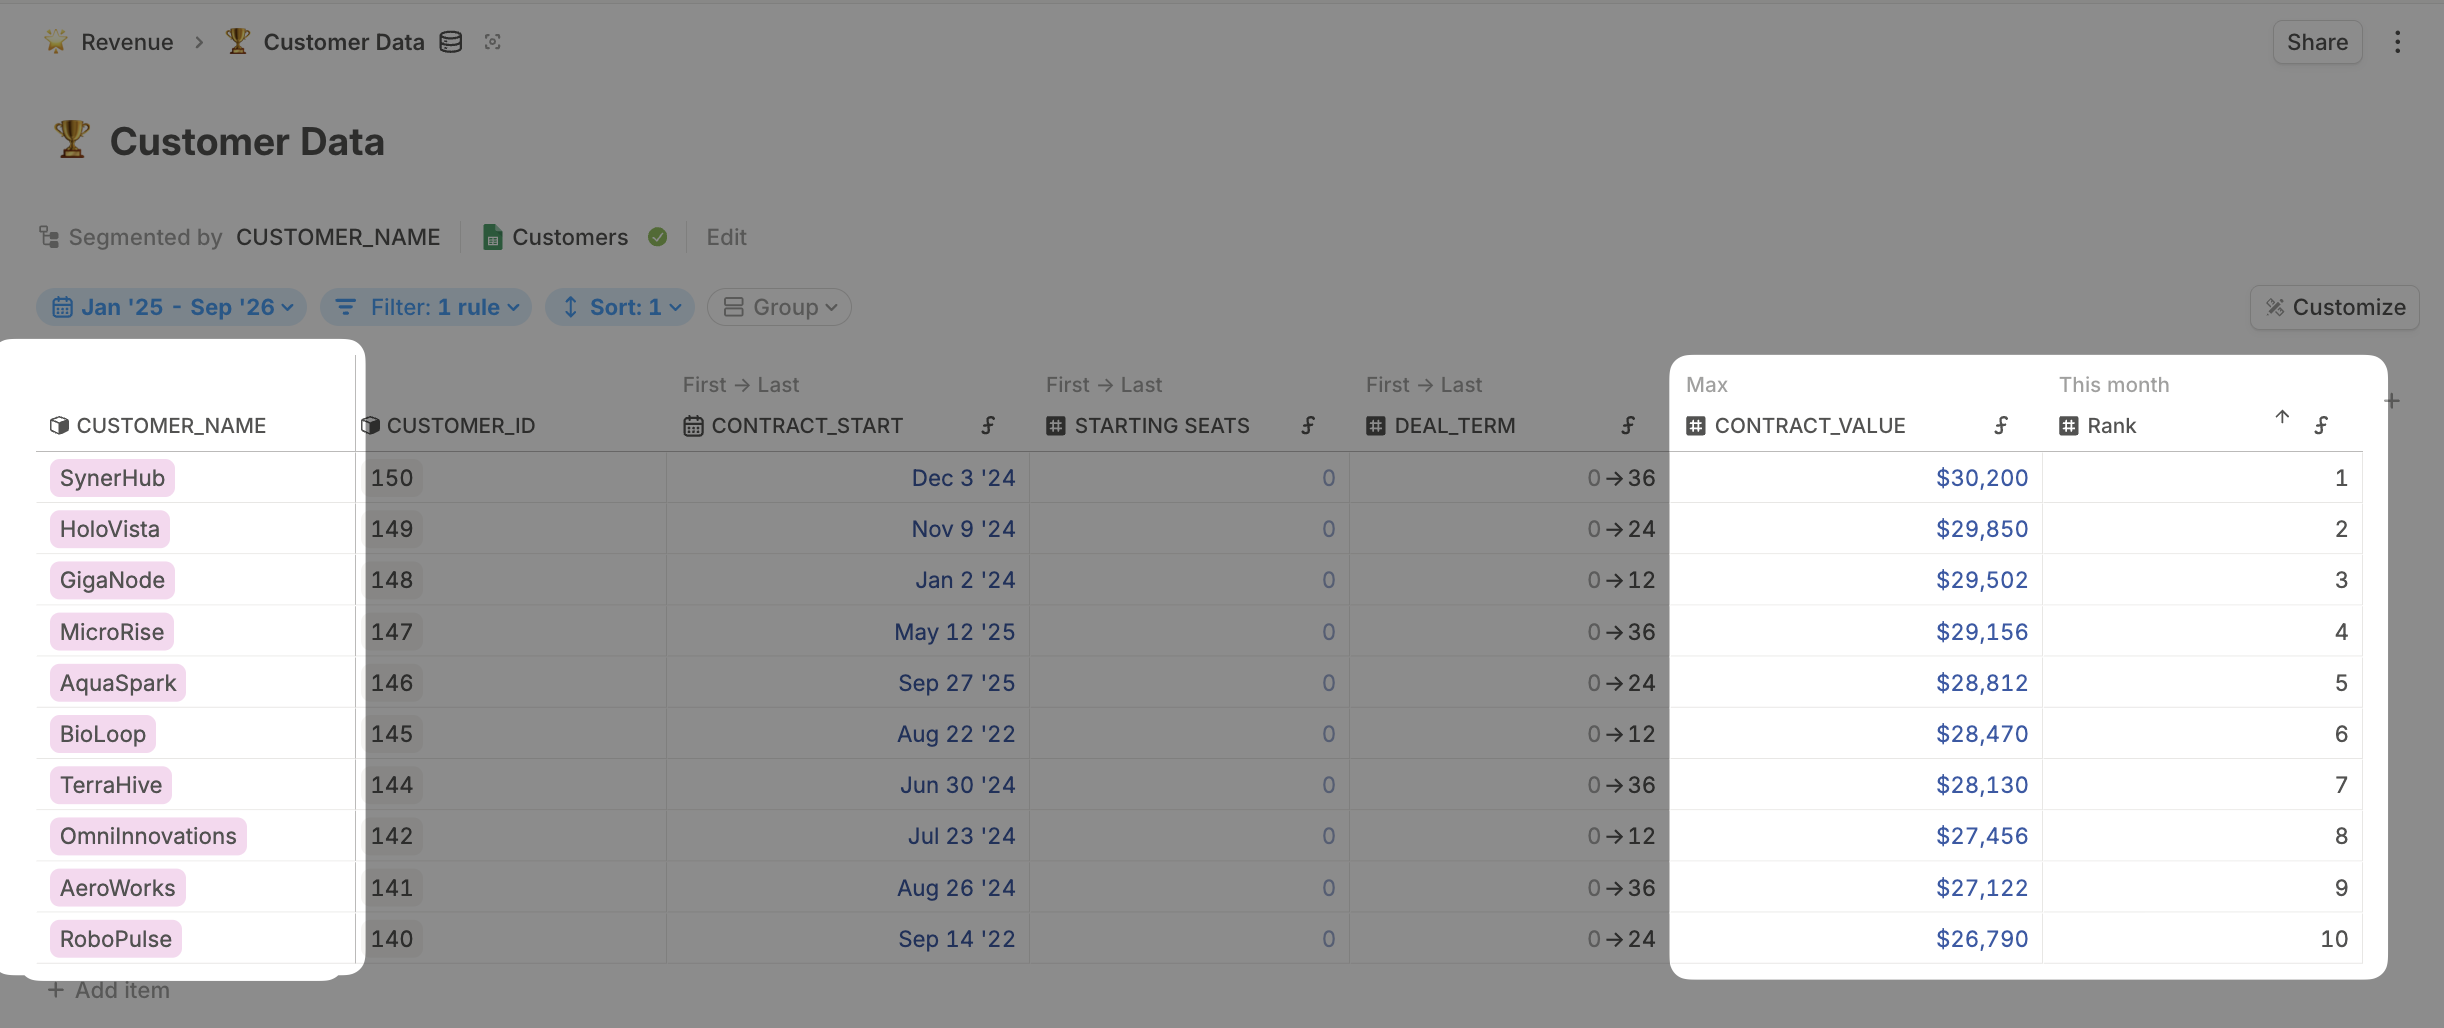 Revenue > Customer Data
Share
Customer Data
Segmented by CUSTOMER_NAME Customers Edit
Jan '25 - Sep '26 Filter: 1 rule Sort: 1 Group Customize
First → Last First → Last First → Last Max This month
CUSTOMER_NAME CUSTOMER_ID CONTRACT_START STARTING SEATS DEAL_TERM CONTRACT_VALUE Rank
SynerHub 150 Dec 3 '24 0 0→36 $30,200 1
HoloVista 149 Nov 9 '24 0 0→24 $29,850 2
GigaNode 148 Jan 2 '24 0 0→12 $29,502 3
MicroRise 147 May 12 '25 0 0→36 $29,156 4
AquaSpark 146 Sep 27 '25 0 0→24 $28,812 5
BioLoop 145 Aug 22 '22 0 0→12 $28,470 6
TerraHive 144 Jun 30 '24 0 0→36 $28,130 7
OmniInnovations 142 Jul 23 '24 0 0→12 $27,456 8
AeroWorks 141 Aug 26 '24 0 0→36 $27,122 9
RoboPulse 140 Sep 14 '22 0 0→24 $26,790 10
+ Add item